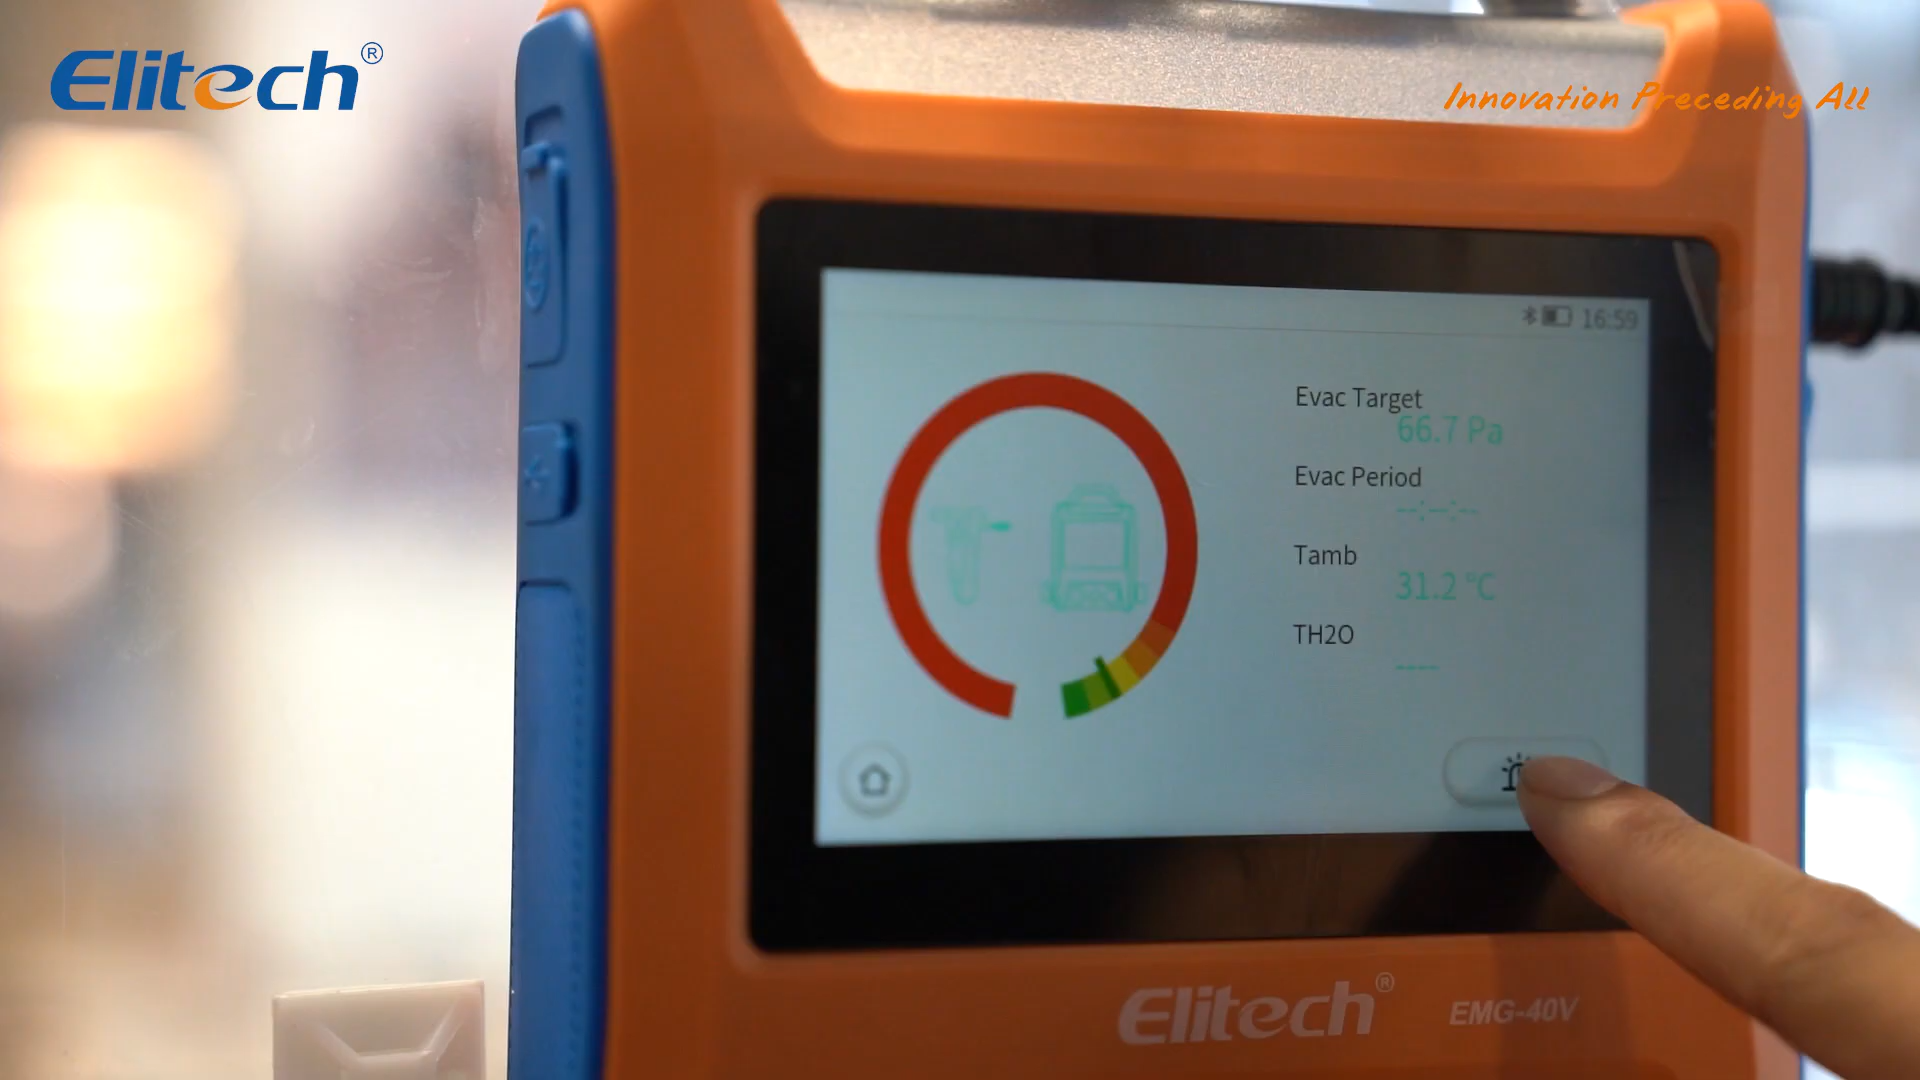 Elitech®
Innovation Preceding All
16:59
Evac Target
66.7 Pa
Evac Period
--:--:--
Tamb
31.2 °C
TH2O
----
Elitech®
EMG-40V